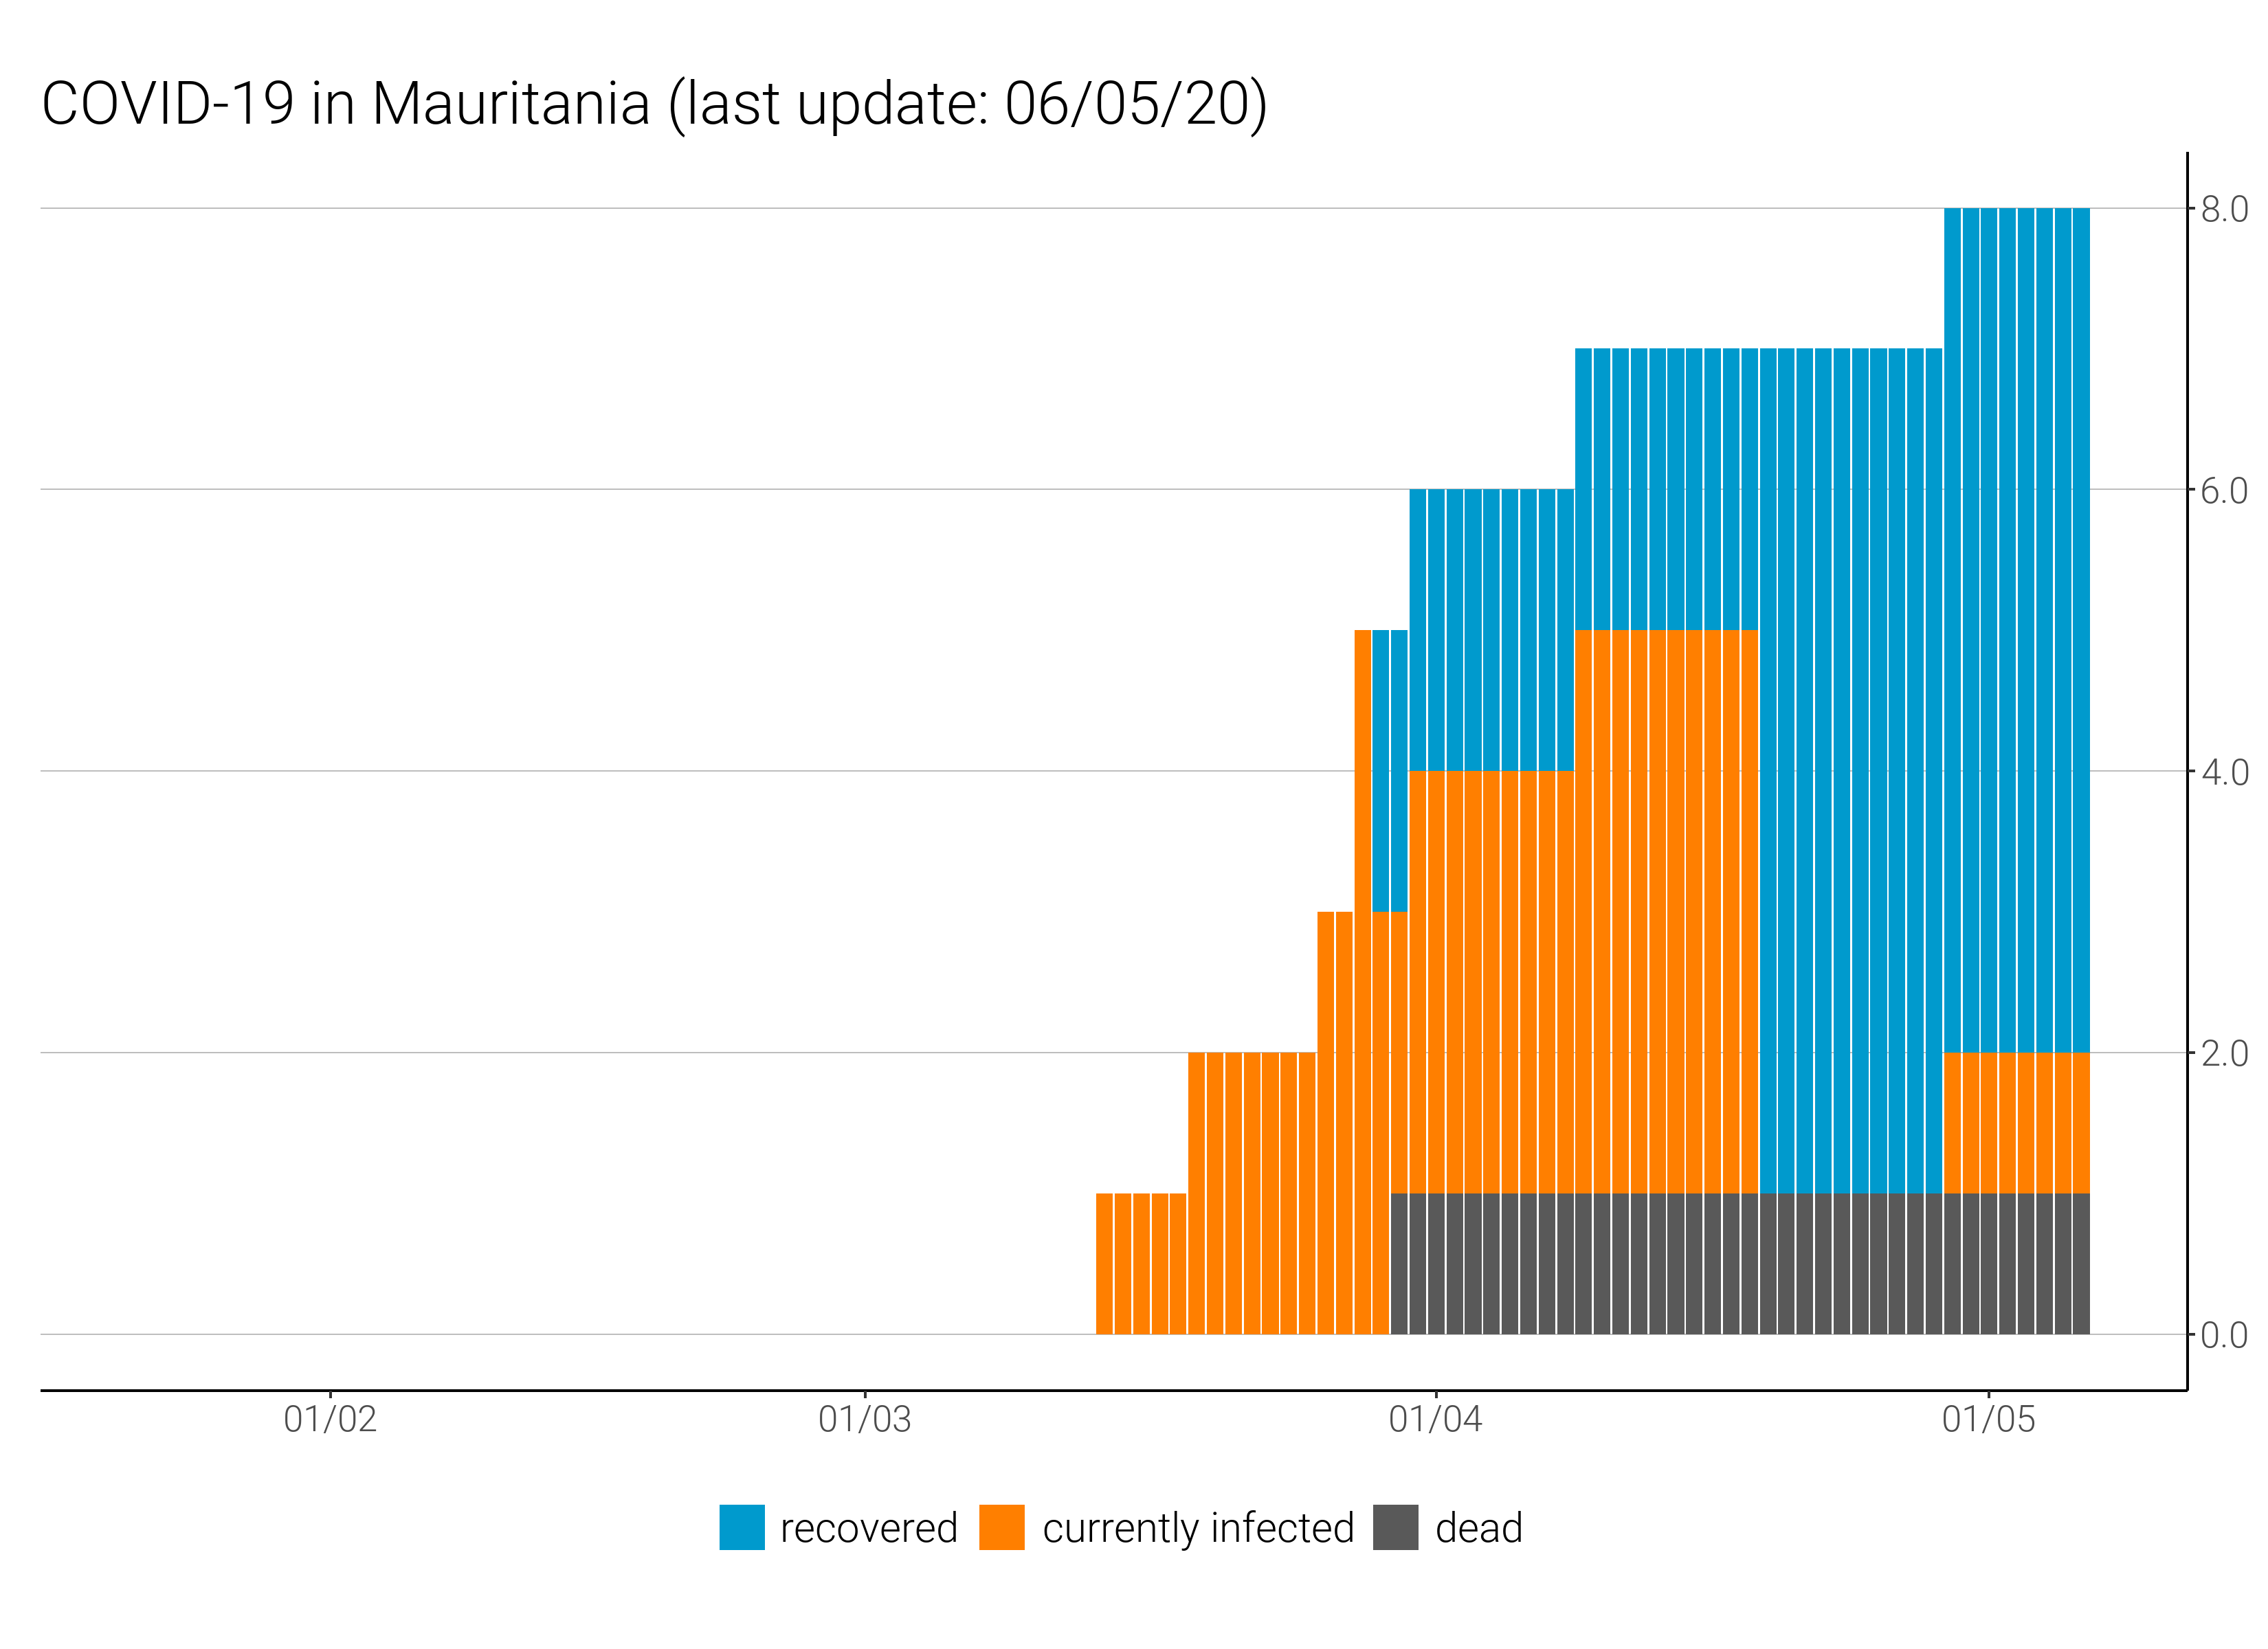 COVID-19 in Mauritania (last update: 06/05/20)
8.0
6.0
4.0
2.0
0.0
01/02 01/03 01/04 01/05
recovered currently infected dead